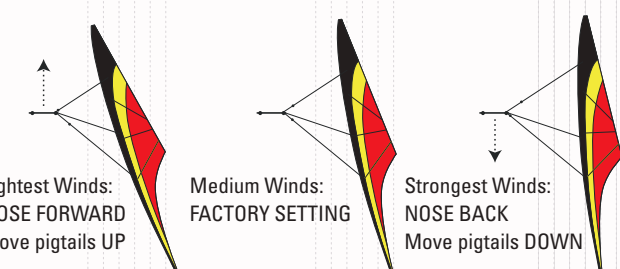 ghtest Winds:
OSE FORWARD
ove pigtails UP
Medium Winds:
FACTORY SETTING
Strongest Winds:
NOSE BACK
Move pigtails DOWN